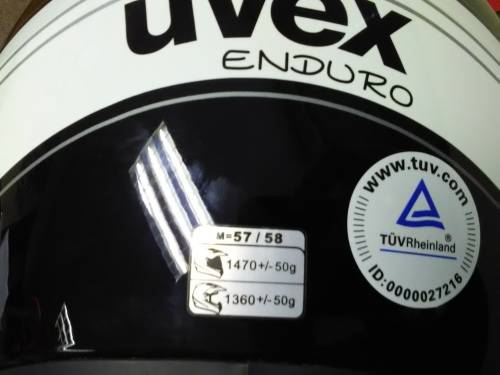 uvex
ENDURO
M=57 / 58
1470+/-50g
1360+/-50g
www.tuv.com
TÜVRheinland®
ID:0000027216